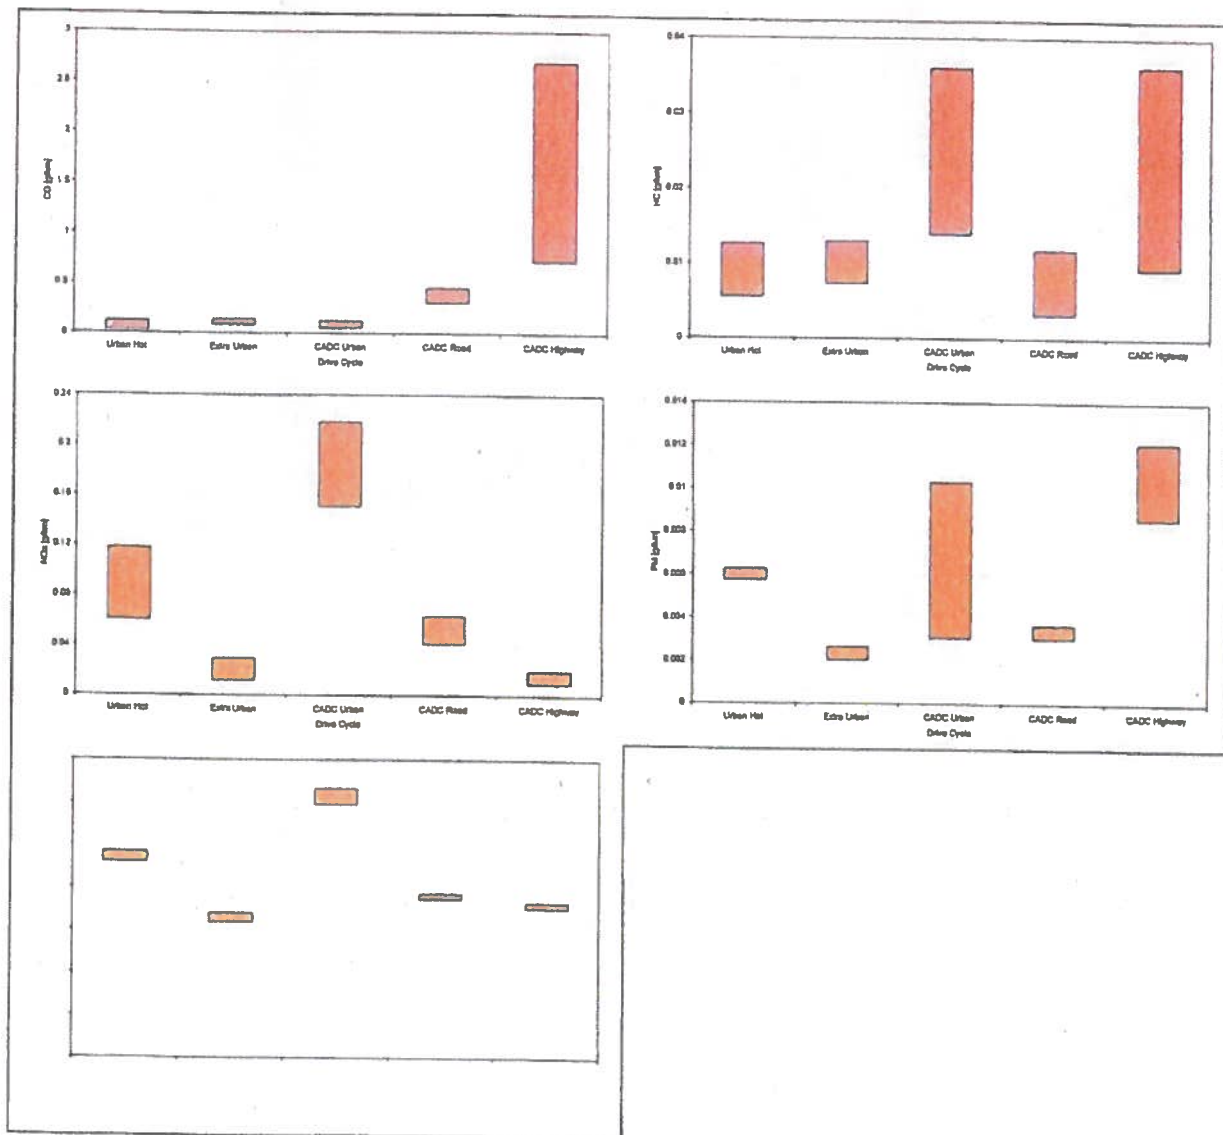 3
2.5
2
1.5
1
0.5
0
CO [g/km]
Urban Hot Extra Urban CADC Urban CADC Road CADC Highway
Drive Cycle
0.04
0.03
0.02
0.01
0
HC [g/km]
Urban Hot Extra Urban CADC Urban CADC Road CADC Highway
Drive Cycle
0.24
0.2
0.16
0.12
0.08
0.04
0
NOx [g/km]
Urban Hot Extra Urban CADC Urban CADC Road CADC Highway
Drive Cycle
0.014
0.012
0.01
0.008
0.006
0.004
0.002
0
PM [g/km]
Urban Hot Extra Urban CADC Urban CADC Road CADC Highway
Drive Cycle